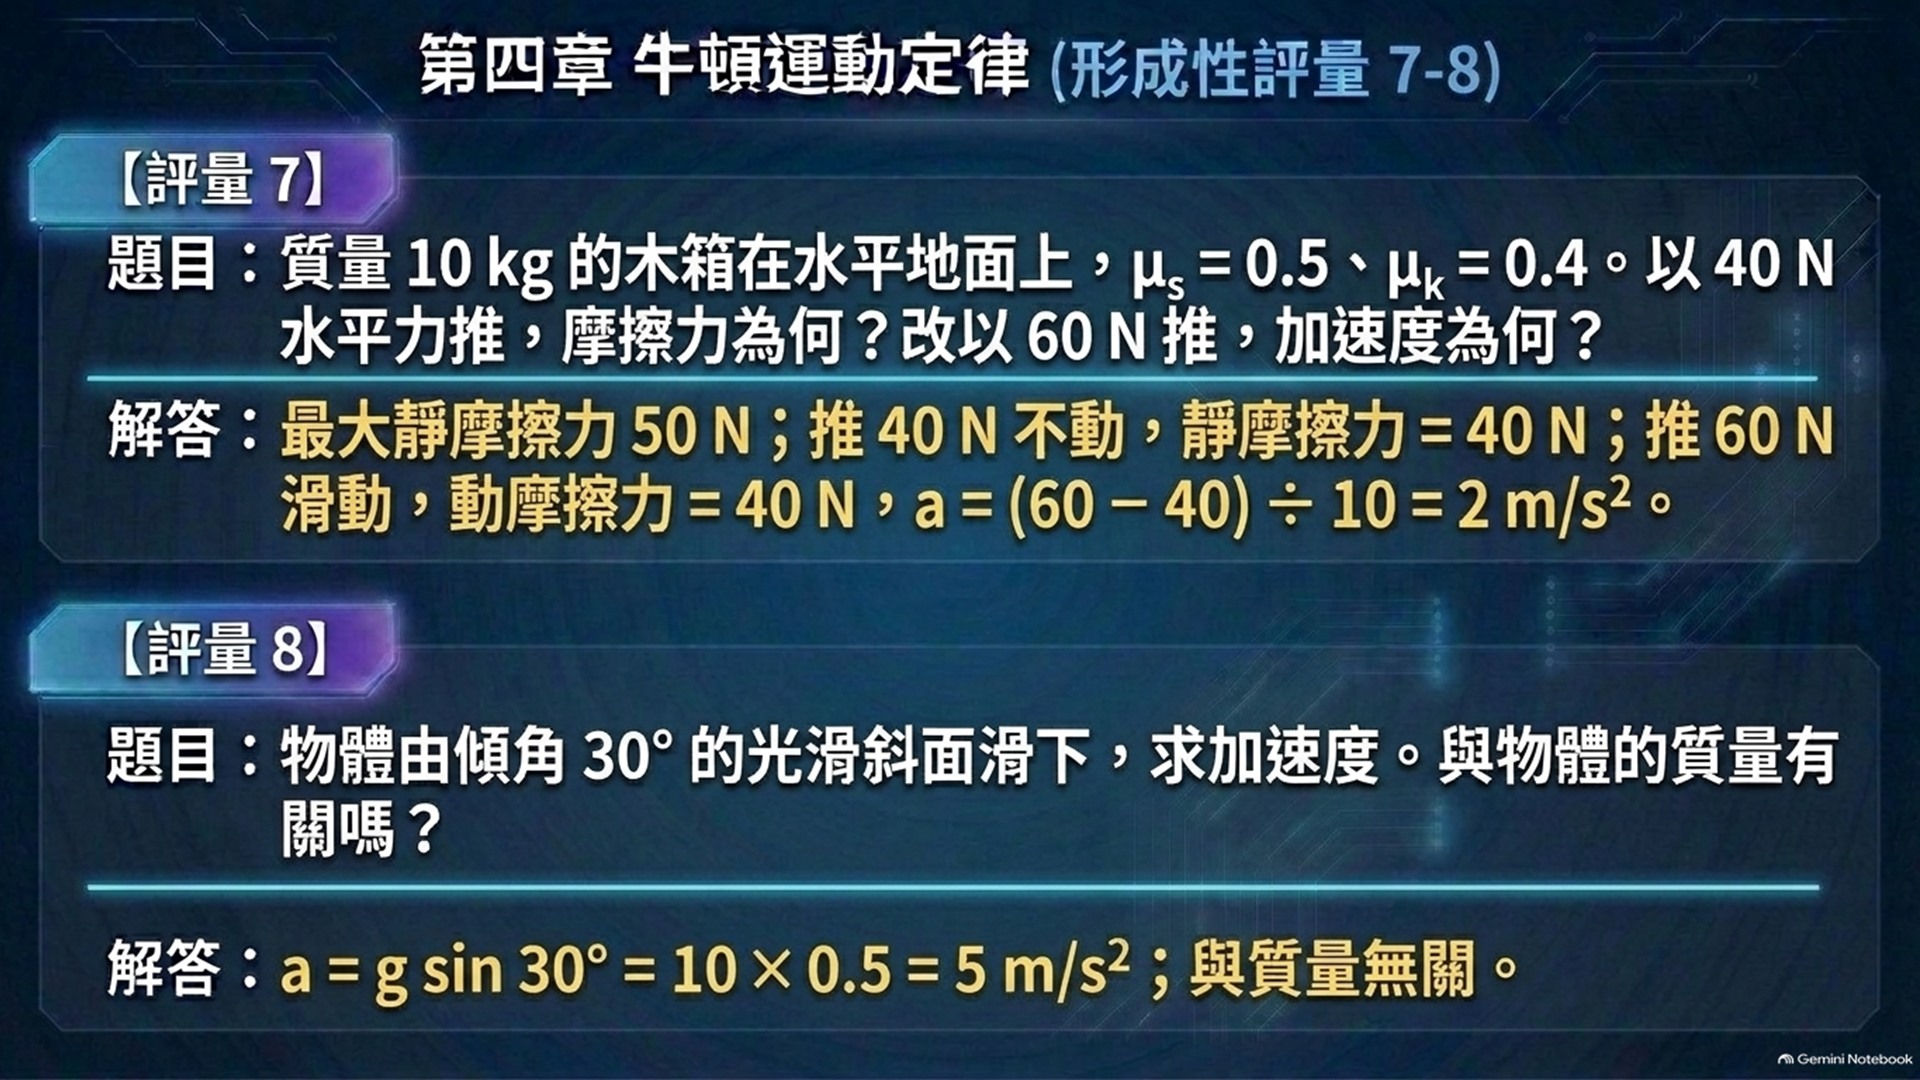 第四章 牛頓運動定律 (形成性評量 7-8)
【評量 7】
題目：質量 10 kg 的木箱在水平地面上，μs = 0.5、μk = 0.4。以 40 N
水平力推，摩擦力為何？改以 60 N 推，加速度為何？
解答：最大靜摩擦力 50 N；推 40 N 不動，靜摩擦力 = 40 N；推 60 N
滑動，動摩擦力 = 40 N，a = (60 − 40) ÷ 10 = 2 m/s²。
【評量 8】
題目：物體由傾角 30° 的光滑斜面滑下，求加速度。與物體的質量有
關嗎？
解答：a = g sin 30° = 10 × 0.5 = 5 m/s²；與質量無關。
Gemini Notebook